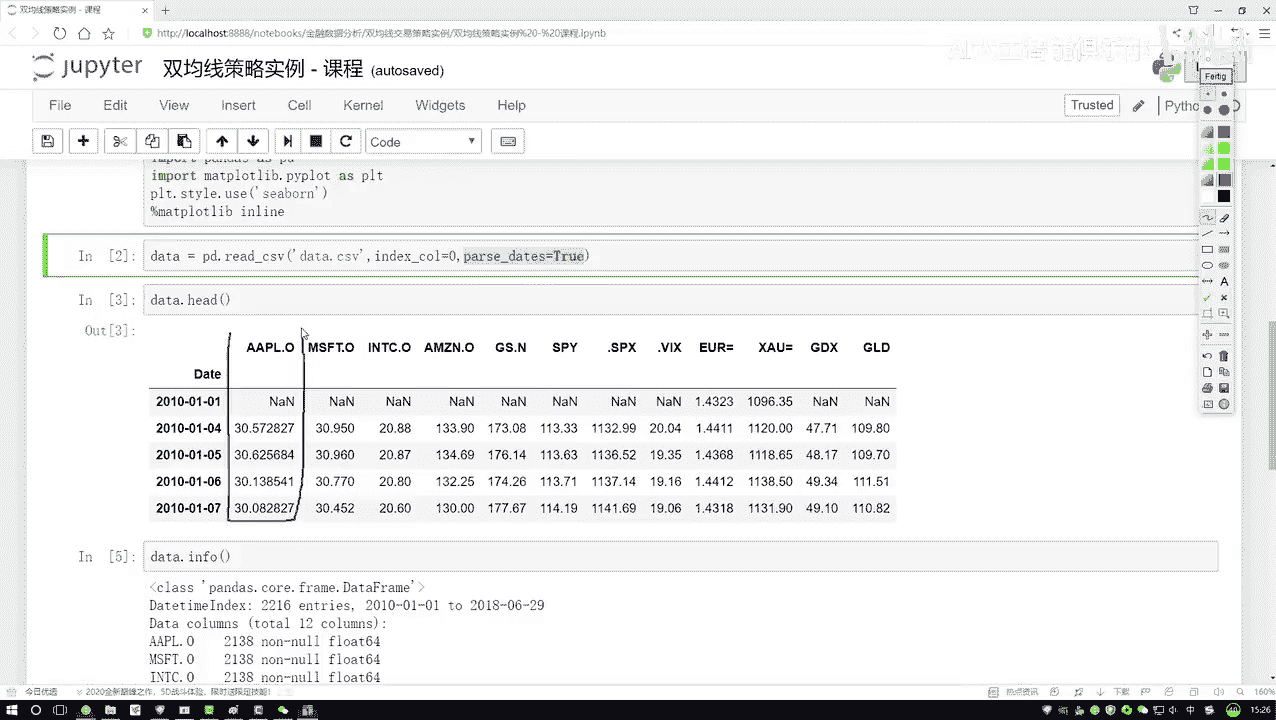 双均线策略实例 - 课程
http://localhost:8888/notebooks/金融数据分析/双均线交易策略实例/双均线策略实例%20-%20课程.ipynb
jupyter 双均线策略实例 - 课程 (autosaved)
Fertig
File Edit View Insert Cell Kernel Widgets Help Trusted
Code
import pandas as pd
import matplotlib.pyplot as plt
plt.style.use('seaborn')
%matplotlib inline
In [2]: data = pd.read_csv('data.csv',index_col=0,parse_dates=True)
In [3]: data.head()
Out[3]:
AAPL.O MSFT.O INTC.O AMZN.O GS.N SPY .SPX .VIX EUR= XAU= GDX GLD
Date
2010-01-01 NaN NaN NaN NaN NaN NaN NaN NaN 1.4323 1096.35 NaN NaN
2010-01-04 30.572827 30.950 20.88 133.90 173.08 113.33 1132.99 20.04 1.4411 1120.00 47.71 109.80
2010-01-05 30.625684 30.960 20.87 134.69 176.14 113.63 1136.52 19.35 1.4368 1118.65 48.17 109.70
2010-01-06 30.138541 30.770 20.80 132.25 174.26 113.71 1137.14 19.16 1.4412 1138.50 49.34 111.51
2010-01-07 30.082827 30.452 20.60 130.00 177.67 114.19 1141.69 19.06 1.4318 1131.90 49.10 110.82
In [5]: data.info()
<class 'pandas.core.frame.DataFrame'>
DatetimeIndex: 2216 entries, 2010-01-01 to 2018-06-29
Data columns (total 12 columns):
AAPL.O 2138 non-null float64
MSFT.O 2138 non-null float64
INTC.O 2138 non-null float64
今日优选 2020全新巅峰之作，5D战斗体验，限时送限定技能！ 热点资讯 下载 160%
中 15:26